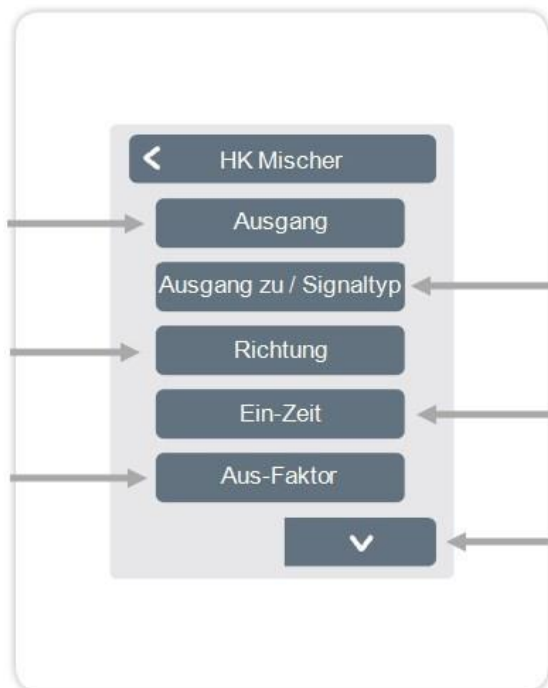 HK Mischer
Ausgang
Ausgang zu / Signaltyp
Richtung
Ein-Zeit
Aus-Faktor